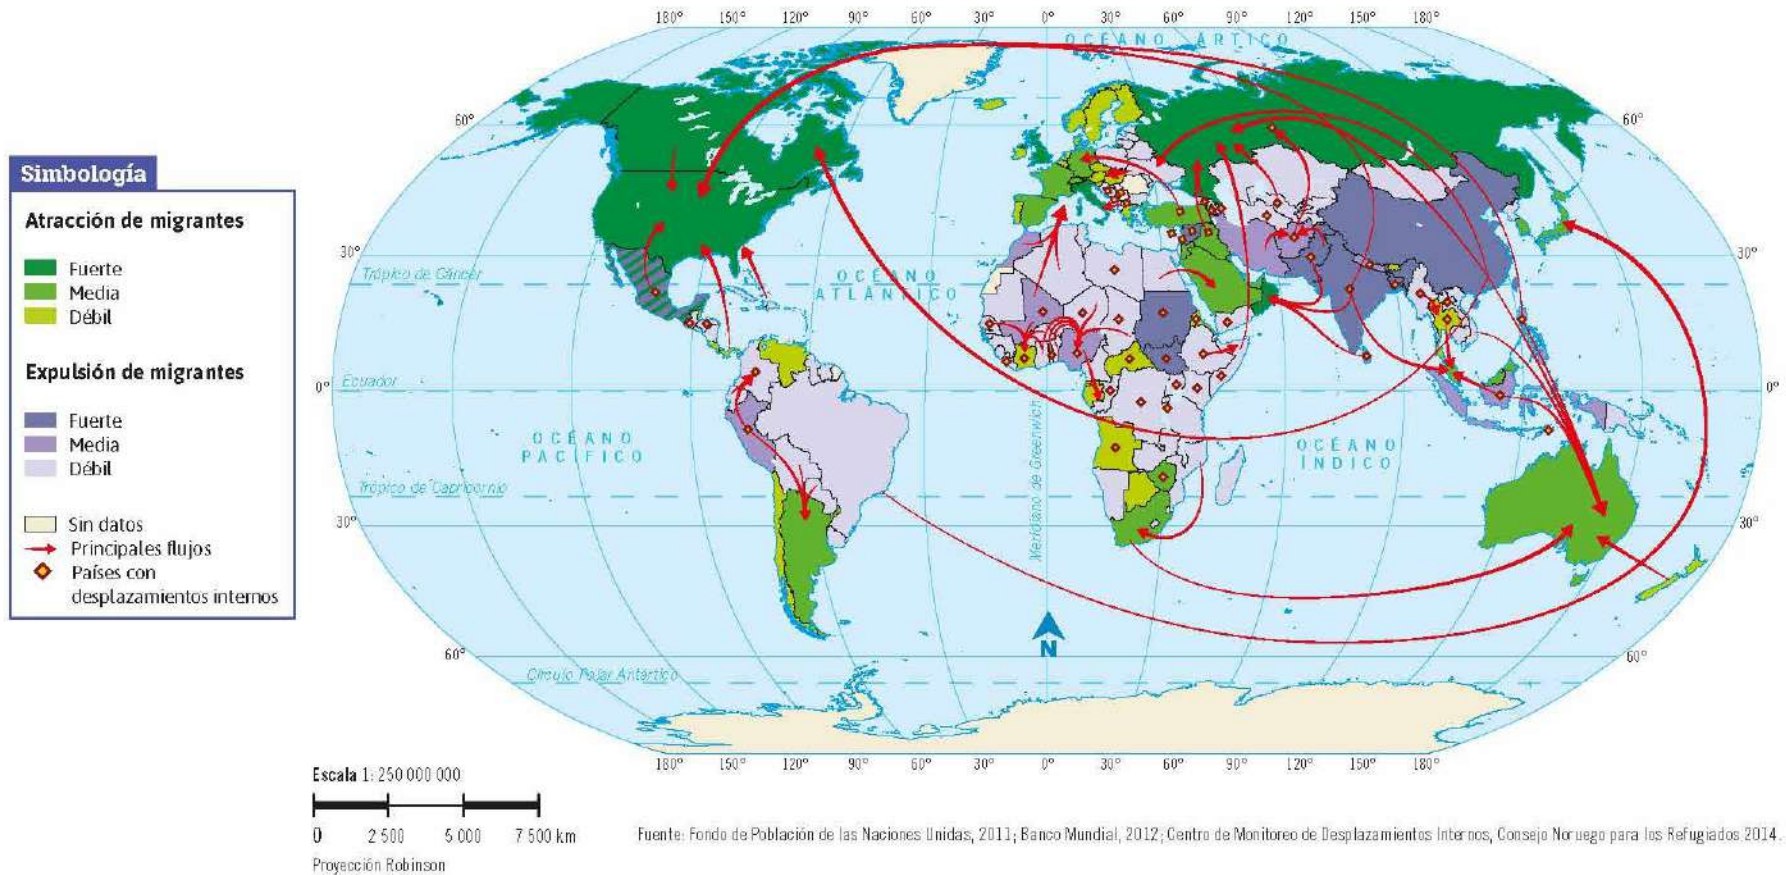 180° 150° 120° 90° 60° 30° 0° 30° 60° 90° 120° 150° 180°
OCÉANO ÁRTICO
60° 60°
Simbología
Atracción de migrantes
Fuerte
Media
Débil
Expulsión de migrantes
Fuerte
Media
Débil
Sin datos
Principales flujos
Países con
desplazamientos internos
30° 30°
Trópico de Cáncer
OCÉANO
ATLÁNTICO
0° Ecuador 0°
OCÉANO
PACÍFICO
Meridiano de Greenwich
OCÉANO
ÍNDICO
Trópico de Capricornio
30° 30°
N
60° 60°
Círculo Polar Antártico
180° 150° 120° 90° 60° 30° 0° 30° 60° 90° 120° 150° 180°
Escala 1: 250 000 000
0 2 500 5 000 7 500 km
Proyección Robinson
Fuente: Fondo de Población de las Naciones Unidas, 2011; Banco Mundial, 2012; Centro de Monitoreo de Desplazamientos Internos, Consejo Noruego para los Refugiados 2014.